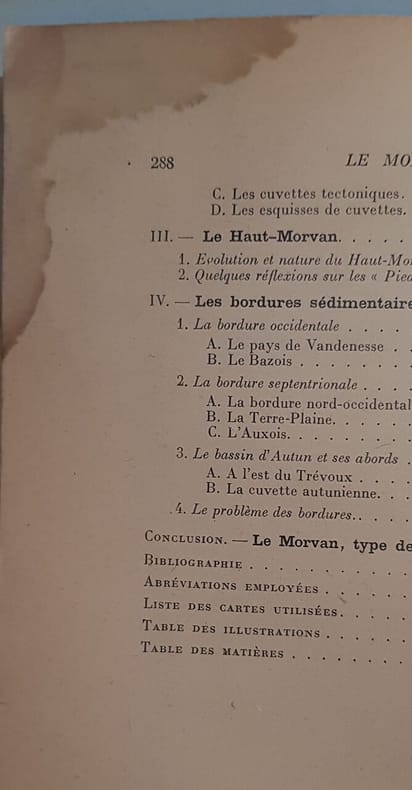 288 LE MO
C. Les cuvettes tectoniques.
D. Les esquisses de cuvettes.
III. — Le Haut-Morvan. . . . .
1. Evolution et nature du Haut-Mo
2. Quelques réflexions sur les « Pied
IV. — Les bordures sédimentaire
1. La bordure occidentale . . . .
A. Le pays de Vandenesse . .
B. Le Bazois . . . . . . . .
2. La bordure septentrionale . . . .
A. La bordure nord-occidental
B. La Terre-Plaine. . . . . .
C. L'Auxois. . . . . . . . .
3. Le bassin d'Autun et ses abords .
A. A l'est du Trévoux . . . .
B. La cuvette autunienne. . .
4. Le problème des bordures. . . . .
CONCLUSION. — Le Morvan, type de
BIBLIOGRAPHIE . . . . . . . . . .
ABRÉVIATIONS EMPLOYÉES . . . . . .
LISTE DES CARTES UTILISÉES. . . . .
TABLE DES ILLUSTRATIONS . . . . . .
TABLE DES MATIÈRES . . . . . . . .